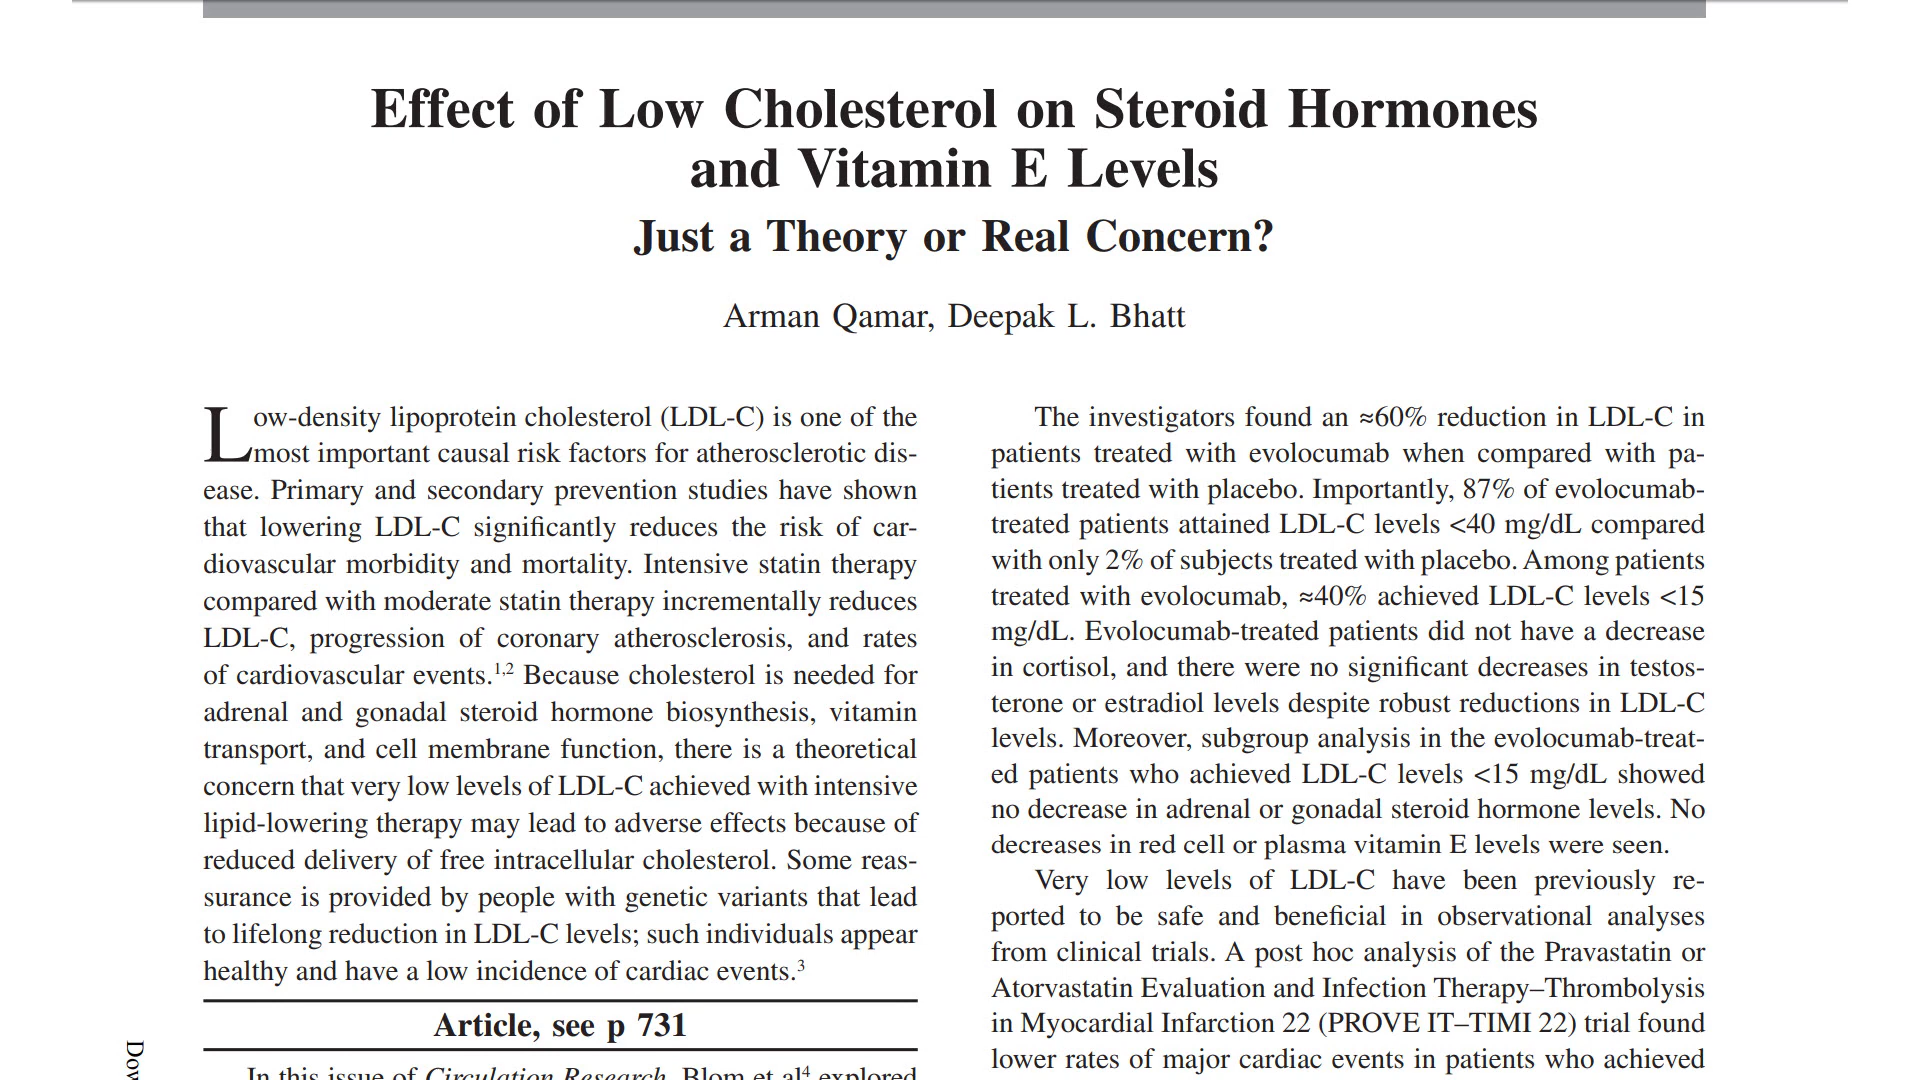 Effect of Low Cholesterol on Steroid Hormones
and Vitamin E Levels
Just a Theory or Real Concern?
Arman Qamar, Deepak L. Bhatt
Low-density lipoprotein cholesterol (LDL-C) is one of the
most important causal risk factors for atherosclerotic dis-
ease. Primary and secondary prevention studies have shown
that lowering LDL-C significantly reduces the risk of car-
diovascular morbidity and mortality. Intensive statin therapy
compared with moderate statin therapy incrementally reduces
LDL-C, progression of coronary atherosclerosis, and rates
of cardiovascular events.1,2 Because cholesterol is needed for
adrenal and gonadal steroid hormone biosynthesis, vitamin
transport, and cell membrane function, there is a theoretical
concern that very low levels of LDL-C achieved with intensive
lipid-lowering therapy may lead to adverse effects because of
reduced delivery of free intracellular cholesterol. Some reas-
surance is provided by people with genetic variants that lead
to lifelong reduction in LDL-C levels; such individuals appear
healthy and have a low incidence of cardiac events.3
Article, see p 731
In this issue of Circulation Research, Blom et al4 explored
The investigators found an ≈60% reduction in LDL-C in
patients treated with evolocumab when compared with pa-
tients treated with placebo. Importantly, 87% of evolocumab-
treated patients attained LDL-C levels <40 mg/dL compared
with only 2% of subjects treated with placebo. Among patients
treated with evolocumab, ≈40% achieved LDL-C levels <15
mg/dL. Evolocumab-treated patients did not have a decrease
in cortisol, and there were no significant decreases in testos-
terone or estradiol levels despite robust reductions in LDL-C
levels. Moreover, subgroup analysis in the evolocumab-treat-
ed patients who achieved LDL-C levels <15 mg/dL showed
no decrease in adrenal or gonadal steroid hormone levels. No
decreases in red cell or plasma vitamin E levels were seen.
Very low levels of LDL-C have been previously re-
ported to be safe and beneficial in observational analyses
from clinical trials. A post hoc analysis of the Pravastatin or
Atorvastatin Evaluation and Infection Therapy–Thrombolysis
in Myocardial Infarction 22 (PROVE IT–TIMI 22) trial found
lower rates of major cardiac events in patients who achieved